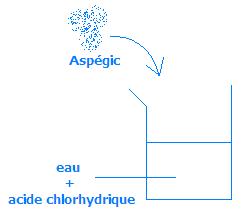 Aspégic
eau
+
acide chlorhydrique